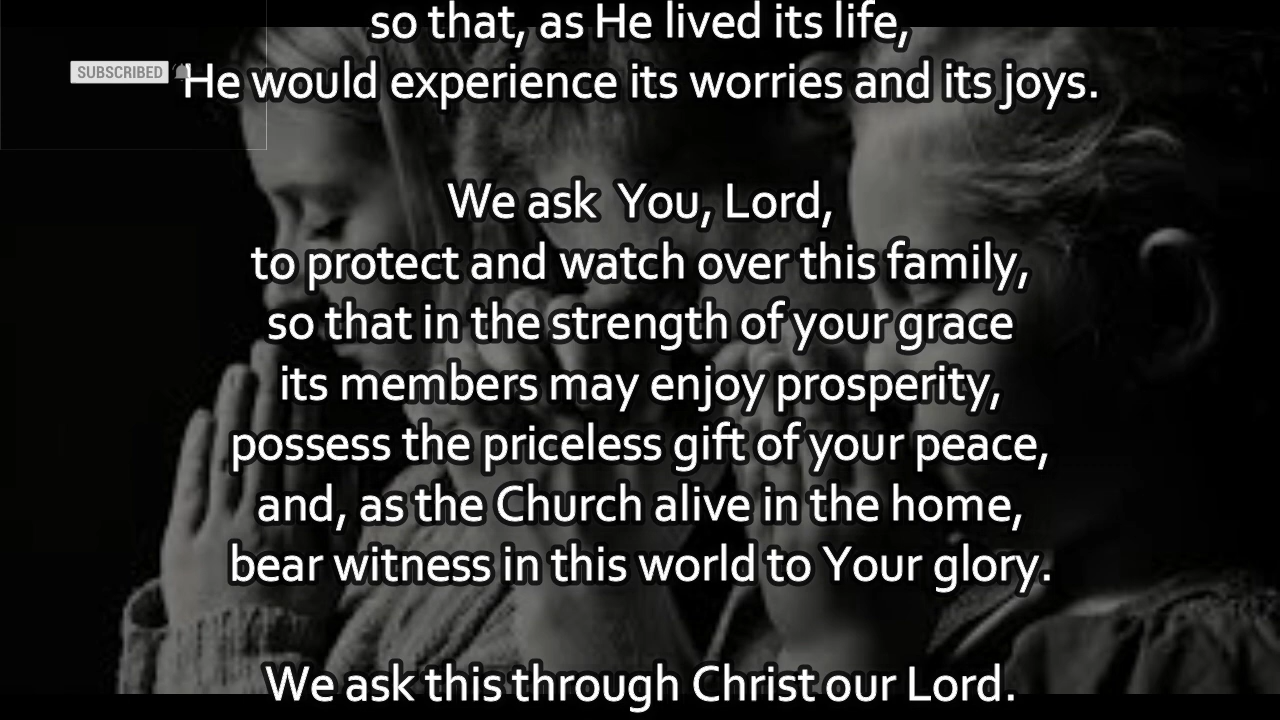 so that, as He lived its life,
SUBSCRIBED
He would experience its worries and its joys.
We ask You, Lord,
to protect and watch over this family,
so that in the strength of your grace
its members may enjoy prosperity,
possess the priceless gift of your peace,
and, as the Church alive in the home,
bear witness in this world to Your glory.
We ask this through Christ our Lord.